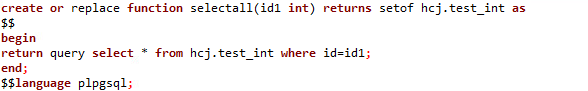 create or replace function selectall(id1 int) returns setof hcj.test_int as
$$
begin
return query select * from hcj.test_int where id=id1;
end;
$$language plpgsql;